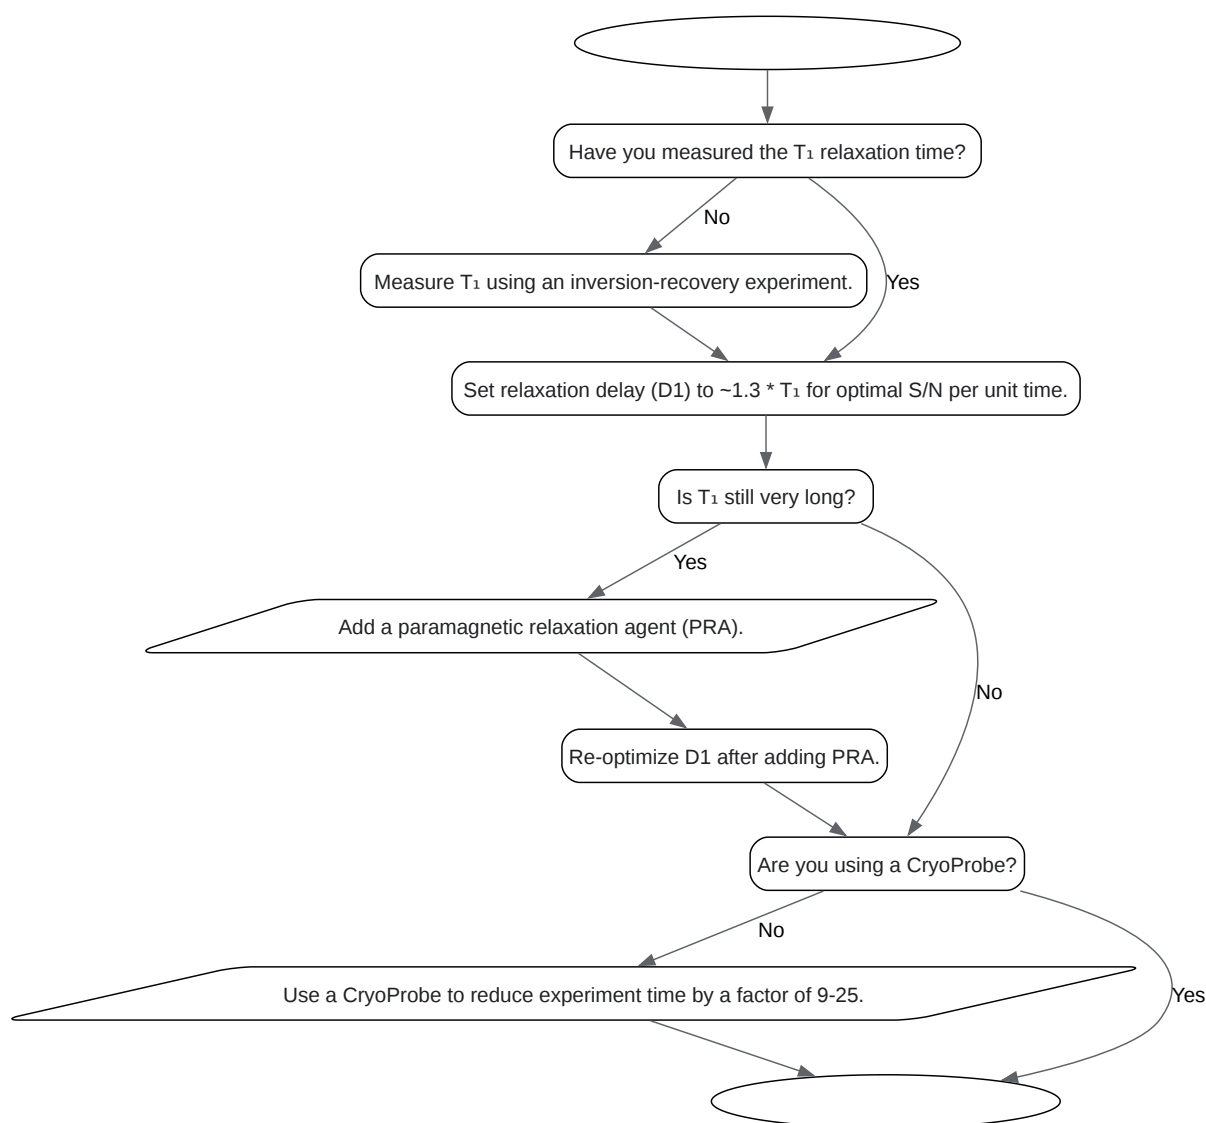 Have you measured the T₁ relaxation time?
No
Measure T₁ using an inversion-recovery experiment.
Yes
Set relaxation delay (D1) to ~1.3 * T₁ for optimal S/N per unit time.
Is T₁ still very long?
Yes
Add a paramagnetic relaxation agent (PRA).
No
Re-optimize D1 after adding PRA.
Are you using a CryoProbe?
No
Use a CryoProbe to reduce experiment time by a factor of 9-25.
Yes